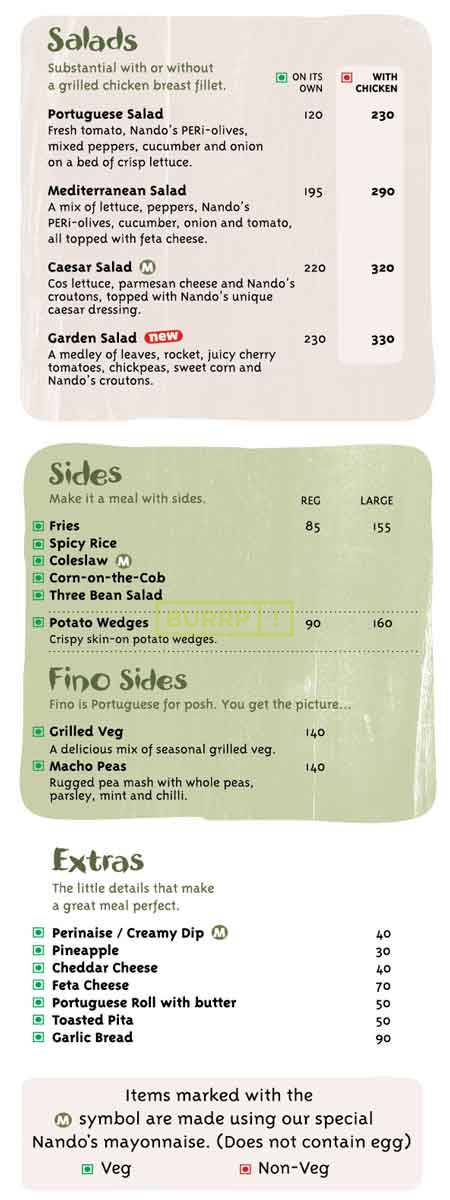 Salads
Substantial with or without
a grilled chicken breast fillet.
ON ITS OWN
WITH CHICKEN
Portuguese Salad 120 230
Fresh tomato, Nando's PERi-olives,
mixed peppers, cucumber and onion
on a bed of crisp lettuce.
Mediterranean Salad 195 290
A mix of lettuce, peppers, Nando's
PERi-olives, cucumber, onion and tomato,
all topped with feta cheese.
Caesar Salad M 220 320
Cos lettuce, parmesan cheese and Nando's
croutons, topped with Nando's unique
caesar dressing.
Garden Salad new 230 330
A medley of leaves, rocket, juicy cherry
tomatoes, chickpeas, sweet corn and
Nando's croutons.
Sides
Make it a meal with sides. REG LARGE
Fries 85 155
Spicy Rice
Coleslaw M
Corn-on-the-Cob
Three Bean Salad
BURRP !
Potato Wedges 90 160
Crispy skin-on potato wedges.
Fino Sides
Fino is Portuguese for posh. You get the picture...
Grilled Veg 140
A delicious mix of seasonal grilled veg.
Macho Peas 140
Rugged pea mash with whole peas,
parsley, mint and chilli.
Extras
The little details that make
a great meal perfect.
Perinaise / Creamy Dip M 40
Pineapple 30
Cheddar Cheese 40
Feta Cheese 70
Portuguese Roll with butter 50
Toasted Pita 50
Garlic Bread 90
Items marked with the
M symbol are made using our special
Nando's mayonnaise. (Does not contain egg)
Veg Non-Veg